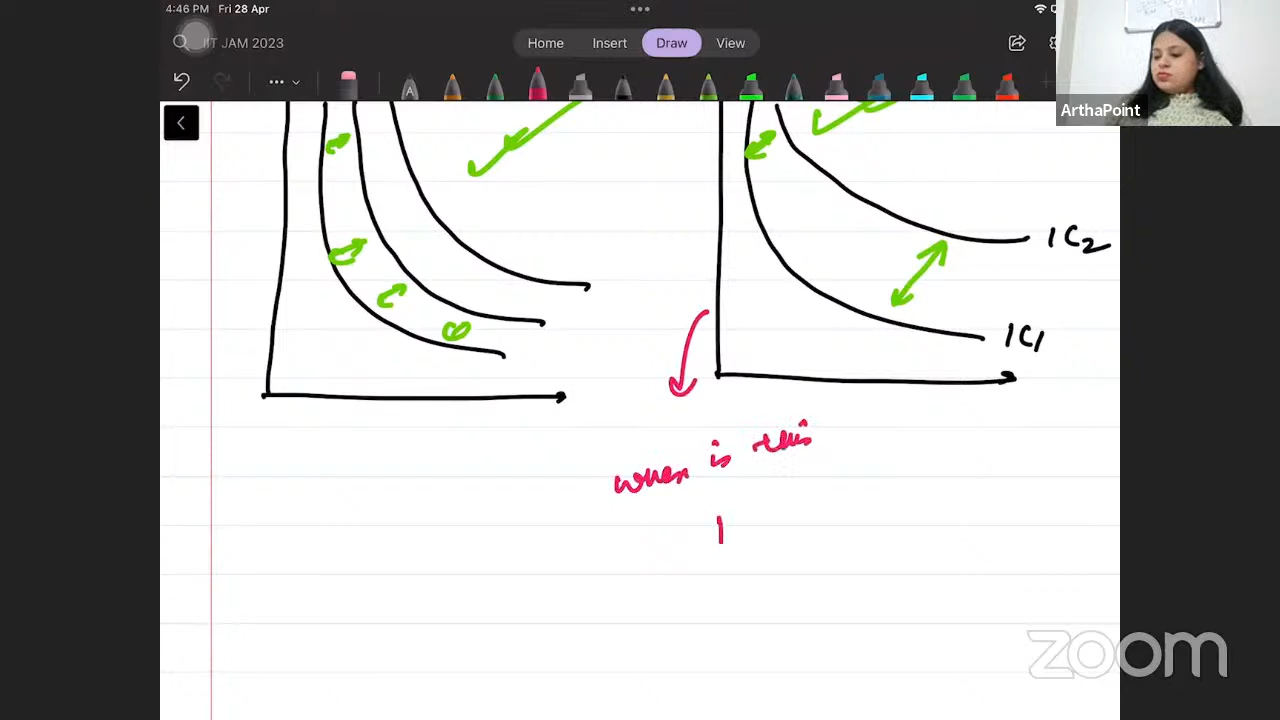 4:46 PM Fri 28 Apr
IIT JAM 2023
Home Insert Draw View
A
ArthaPoint
IC2
IC1
when is this
zoom